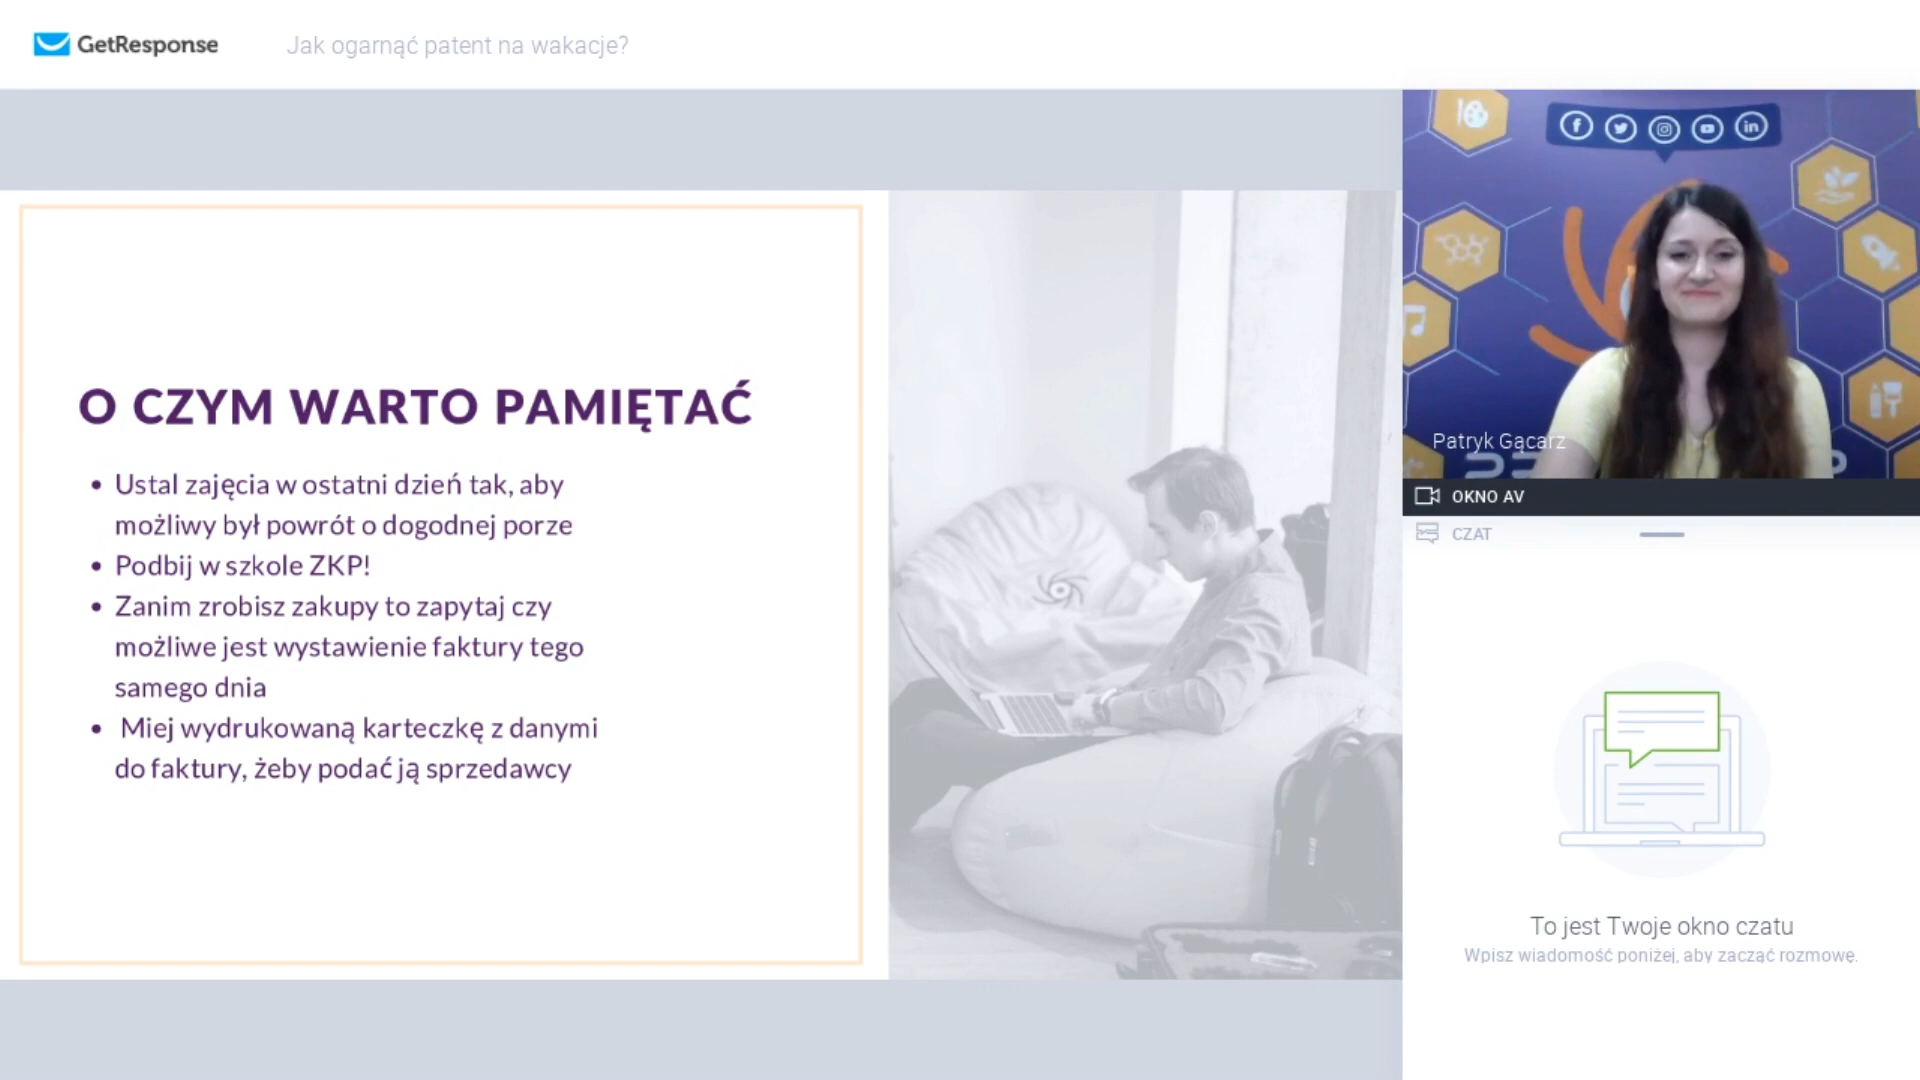 GetResponse
Jak ogarnąć patent na wakacje?
O CZYM WARTO PAMIĘTAĆ
• Ustal zajęcia w ostatni dzień tak, aby
możliwy był powrót o dogodnej porze
• Podbij w szkole ZKP!
• Zanim zrobisz zakupy to zapytaj czy
możliwe jest wystawienie faktury tego
samego dnia
• Miej wydrukowaną karteczkę z danymi
do faktury, żeby podać ją sprzedawcy
Patryk Gącarz
OKNO AV
CZAT
To jest Twoje okno czatu
Wpisz wiadomość poniżej, aby zacząć rozmowę.